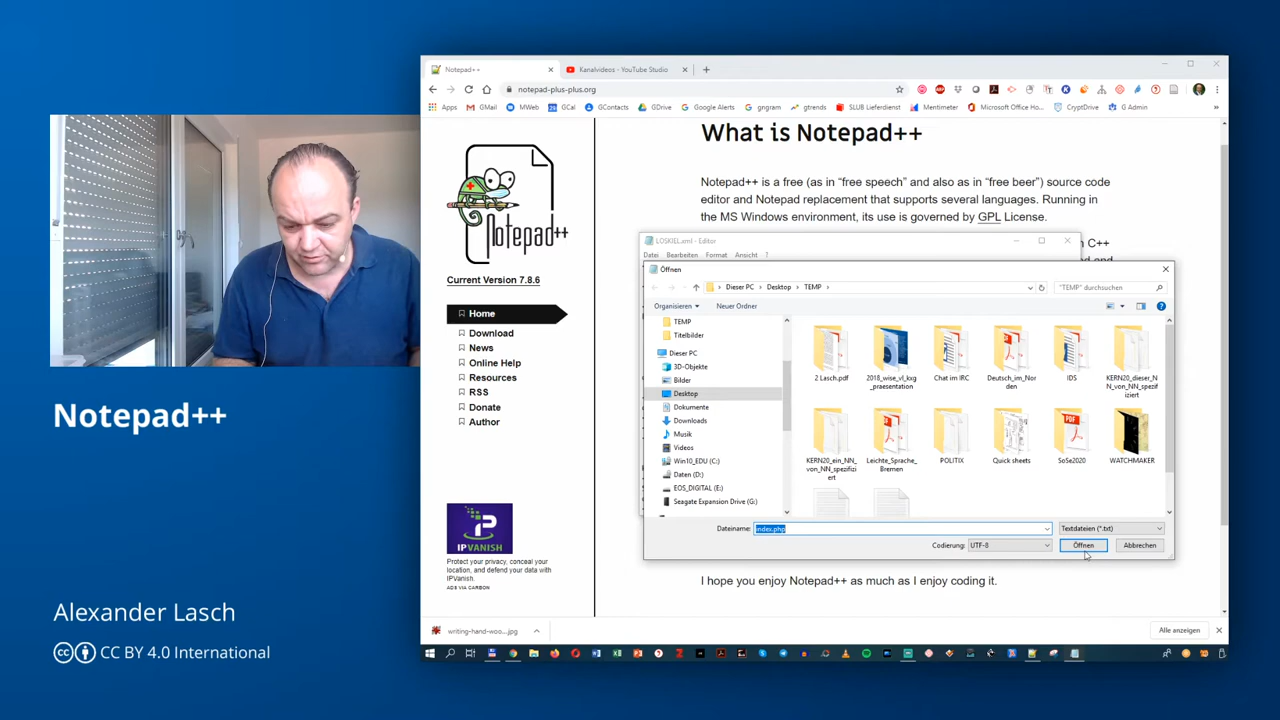 Notepad++
Kanalvideos - YouTube Studio
notepad-plus-plus.org
Apps
GMail
MWeb
GCal
GContacts
GDrive
Google Alerts
gngram
gtrends
SLUB Lieferdienst
Mentimeter
Microsoft Office Ho...
CryptDrive
G Admin
Notepad++
Current Version 7.8.6
Home
Download
News
Online Help
Resources
RSS
Donate
Author
IPVANISH
Protect your privacy, conceal your
location, and defend your data with
IPVanish.
ADS VIA CARBON
What is Notepad++
Notepad++ is a free (as in “free speech” and also as in “free beer”) source code
editor and Notepad replacement that supports several languages. Running in
the MS Windows environment, its use is governed by GPL License.
n C++
LOSKIEL.xml - Editor
Datei Bearbeiten Format Ansicht
Öffnen
Dieser PC
Desktop
TEMP
"TEMP" durchsuchen
Organisieren
Neuer Ordner
TEMP
Titelbilder
Dieser PC
3D-Objekte
Bilder
Desktop
Dokumente
Downloads
Musik
Videos
Win10_EDU (C:)
Daten (D:)
EOS_DIGITAL (E:)
Seagate Expansion Drive (G:)
2 Lasch.pdf
2018_wise_vl_kxg
_praesentation
Chat im IRC
Deutsch_im_Nor
den
IDS
KERN20_dieser_N
N_von_NN_spezif
iziert
KERN20_ein_NN_
von_NN_spezifizi
ert
Leichte_Sprache_
Bremen
POLITIX
Quick sheets
SoSe2020
WATCHMAKER
Dateiname:
index.php
Textdateien (*.txt)
Codierung:
UTF-8
Öffnen
Abbrechen
I hope you enjoy Notepad++ as much as I enjoy coding it.
writing-hand-woo....jpg
Alle anzeigen
Notepad++
Alexander Lasch
CC BY 4.0 International